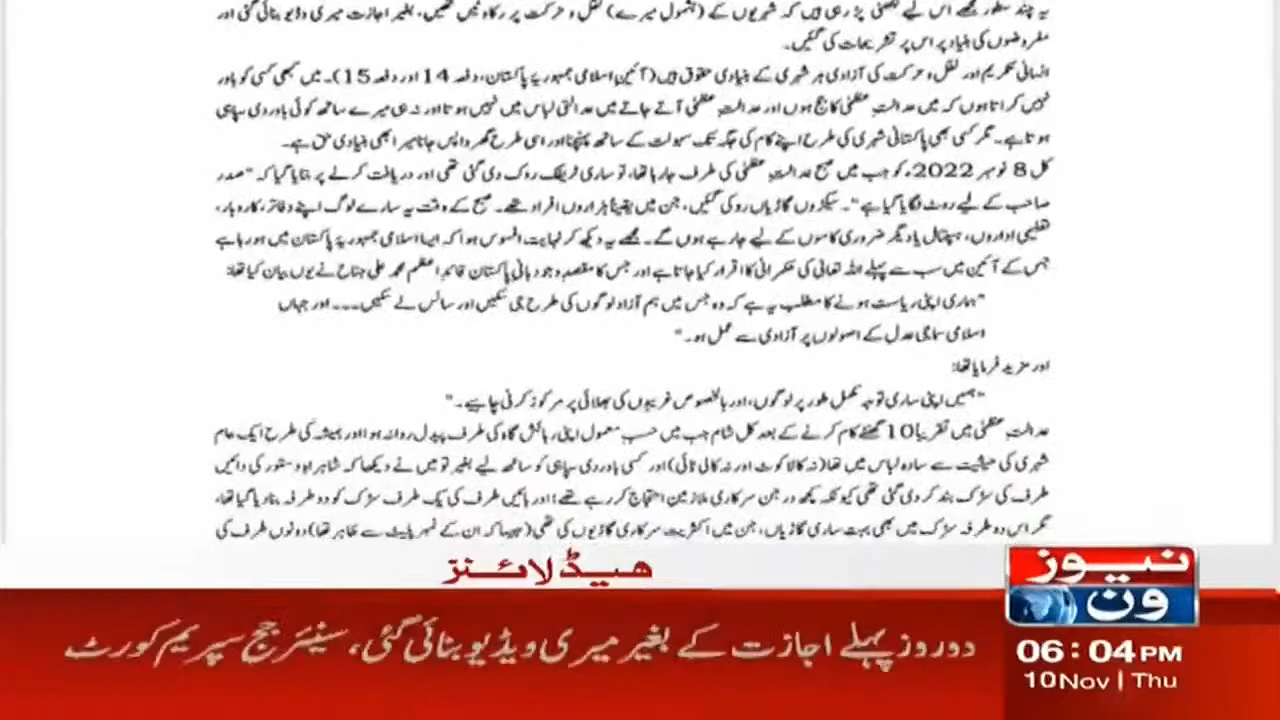 یہ چند سطور مجھے اس لیے لکھنی پڑ رہی ہیں کہ شہریوں کے (بشمول میرے) نقل و حرکت پر رکاوٹیں تھیں، بغیر اجازت میری وڈیو بنائی گئی اور
مفروضوں کی بنیاد پر اس پر تشریحات کی گئیں۔
انسانی تکریم اور نقل و حرکت کی آزادی ہر شہری کے بنیادی حقوق ہیں (آئین اسلامی جمہوریۂ پاکستان، دفعہ 14 اور دفعہ 15)۔ میں کبھی کسی کو باور
نہیں کراتا ہوں کہ میں عدالتِ عظمیٰ کا جج ہوں اور عدالتِ عظمیٰ آتے جاتے میں عدالتی لباس میں نہیں ہوتا اور نہ ہی میرے ساتھ کوئی باوردی سپاہی
ہوتا ہے۔ مگر کسی بھی پاکستانی شہری کی طرح اپنے کام کی جگہ تک سہولت کے ساتھ پہنچنا اور اسی طرح گھر واپس جانا میرا بھی بنیادی حق ہے۔
کل 8 نومبر 2022ء کو جب میں صبح عدالتِ عظمیٰ کی طرف جا رہا تھا، تو ساری ٹریفک روک دی گئی تھی اور دریافت کرنے پر بتایا گیا کہ "صدر
صاحب کے لیے روٹ لگایا گیا ہے"۔ سیکڑوں گاڑیاں روکی گئیں، جن میں یقیناً ہزاروں افراد تھے۔ صبح کے وقت یہ سارے لوگ اپنے دفاتر، کاروبار،
تعلیمی اداروں، ہسپتال یا دیگر ضروری کاموں کے لیے جا رہے ہوں گے۔ مجھے یہ دیکھ کر نہایت افسوس ہوا کہ ایسا اسلامی جمہوریۂ پاکستان میں ہو رہا ہے
جس کے آئین میں سب سے پہلے اللہ تعالی کی حکمرانی کا اقرار کیا جاتا ہے اور جس کا مقصدِ وجود بانی پاکستان قائدِ اعظم محمد علی جناح نے یوں بیان کیا تھا:
"ہماری اپنی ریاست ہونے کا مطلب یہ ہے کہ وہ جس میں ہم آزاد لوگوں کی طرح جی سکیں اور سانس لے سکیں۔۔۔ اور جہاں
اسلامی سماجی عدل کے اصولوں پر آزادی سے عمل ہو۔"
اور مزید فرمایا تھا:
"ہمیں اپنی ساری توجہ مکمل طور پر لوگوں، اور بالخصوص غریبوں کی بھلائی پر مرکوز کرنی چاہیے۔"
عدالتِ عظمیٰ میں تقریباً 10 گھنٹے کام کرنے کے بعد کل شام جب میں حسبِ معمول اپنی رہائش گاہ کی طرف پیدل روانہ ہوا اور ہمیشہ کی طرح ایک عام
شہری کی حیثیت سے سادہ لباس میں تھا (نہ کالا کوٹ اور نہ کالی ٹائی) اور کسی باوردی سپاہی کو ساتھ لیے بغیر تو میں نے دیکھا کہ شاہراہِ دستور کی دائیں
طرف کی سڑک بند کر دی گئی تھی کیونکہ کچھ درجن سرکاری ملازمین احتجاج کر رہے تھے؛ اور بائیں طرف کی یک طرفہ سڑک کو دو طرفہ بنا دیا گیا تھا،
مگر اس دو طرفہ سڑک میں بھی بہت ساری گاڑیاں، جن میں اکثریت سرکاری گاڑیوں کی تھی (جیسا کہ ان کے نمبر پلیٹ سے ظاہر تھا) دونوں طرف کی
ھیڈ لائنز
نیوز
ون
دو روز پہلے اجازت کے بغیر میری ویڈیو بنائی گئی، سنیئر جج سپریم کورٹ
06:04 PM
10 Nov | Thu